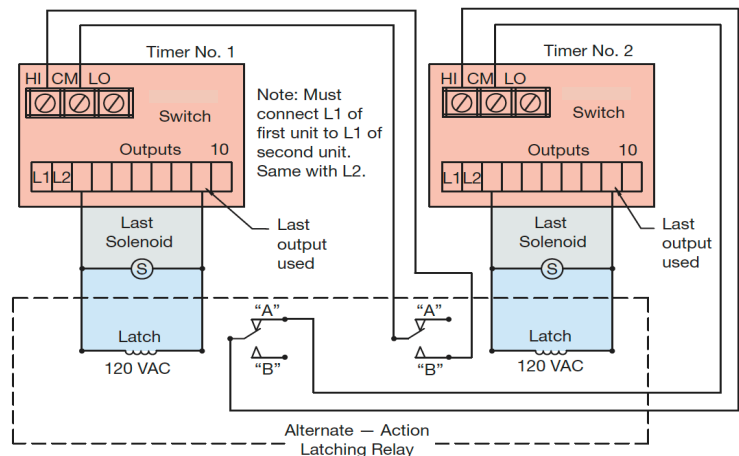 Timer No. 1
HI CM LO
Switch
Outputs 10
L1 L2
Last
Solenoid
S
Last
output
used
Latch
120 VAC
Note: Must
connect L1 of
first unit to L1 of
second unit.
Same with L2.
Timer No. 2
HI CM LO
Switch
Outputs 10
L1 L2
Last
Solenoid
S
Last
output
used
Latch
120 VAC
“A”
“B”
“A”
“B”
Alternate — Action
Latching Relay